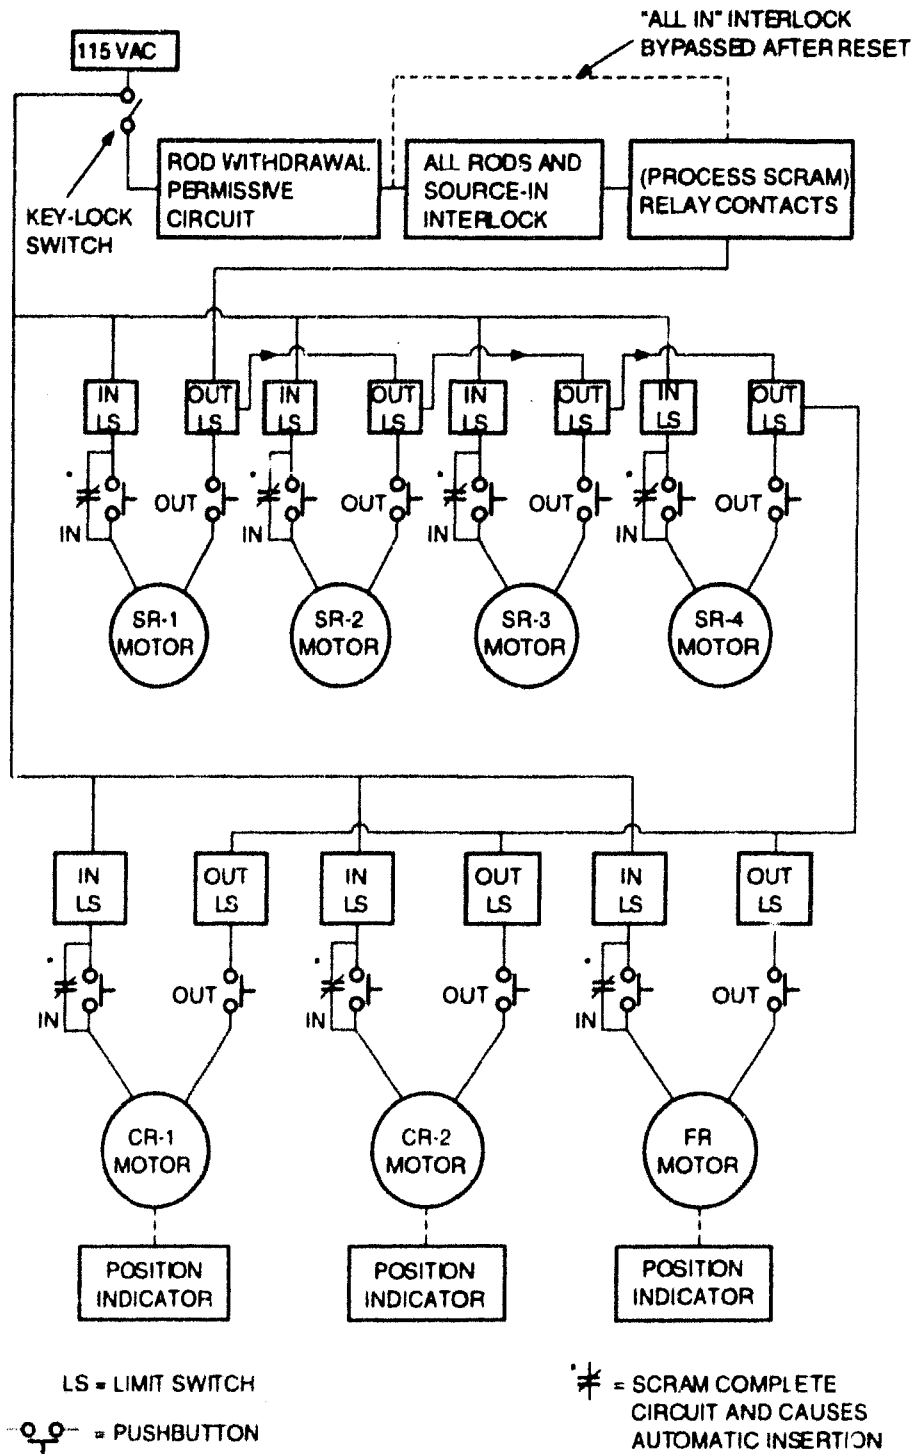 "ALL IN" INTERLOCK
BYPASSED AFTER RESET
115 VAC
KEY-LOCK
SWITCH
ROD WITHDRAWAL
PERMISSIVE
CIRCUIT
ALL RODS AND
SOURCE-IN
INTERLOCK
(PROCESS SCRAM)
RELAY CONTACTS
IN
LS
OUT
LS
IN
LS
OUT
LS
IN
LS
OUT
LS
IN
LS
OUT
LS
IN
OUT
IN
OUT
IN
OUT
IN
OUT
SR-1
MOTOR
SR-2
MOTOR
SR-3
MOTOR
SR-4
MOTOR
IN
LS
OUT
LS
IN
LS
OUT
LS
IN
LS
OUT
LS
IN
OUT
IN
OUT
IN
OUT
CR-1
MOTOR
CR-2
MOTOR
FR
MOTOR
POSITION
INDICATOR
POSITION
INDICATOR
POSITION
INDICATOR
LS = LIMIT SWITCH
= PUSHBUTTON
= SCRAM COMPLETE
CIRCUIT AND CAUSES
AUTOMATIC INSERTION